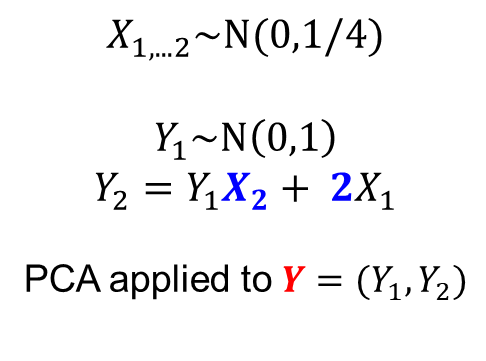 X₁,...₂~N(0,1/4)
Y₁~N(0,1)
Y₂ = Y₁X₂ + 2X₁
PCA applied to Y = (Y₁, Y₂)